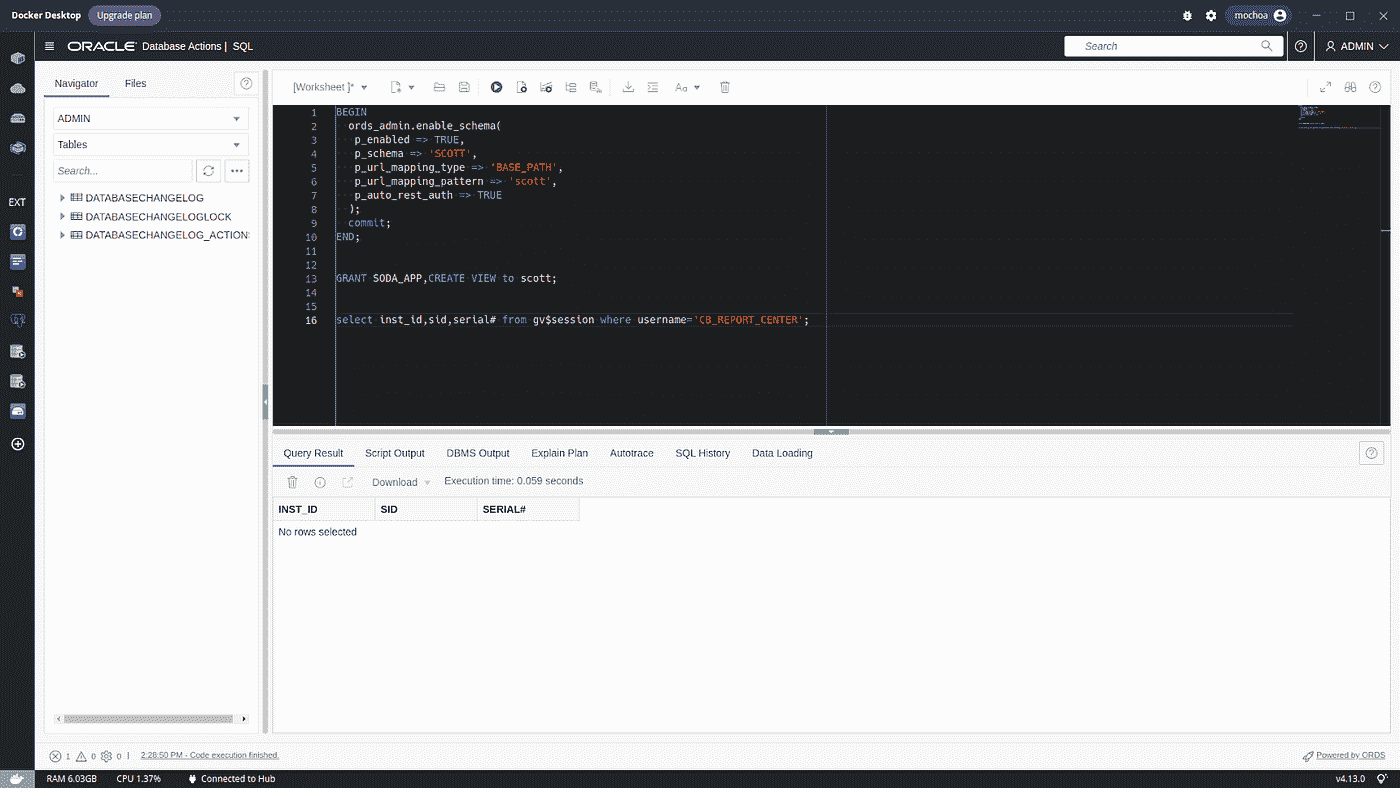 Docker Desktop Upgrade plan mochoa
ORACLE Database Actions | SQL Search ADMIN
Navigator Files
[Worksheet ]* Aa
ADMIN
Tables
Search...
DATABASECHANGELOG
DATABASECHANGELOGLOCK
DATABASECHANGELOG_ACTIONS
EXT
1 BEGIN
2 ords_admin.enable_schema(
3 p_enabled => TRUE,
4 p_schema => 'SCOTT',
5 p_url_mapping_type => 'BASE_PATH',
6 p_url_mapping_pattern => 'scott',
7 p_auto_rest_auth => TRUE
8 );
9 commit;
10 END;
11
12
13 GRANT SODA_APP,CREATE VIEW to scott;
14
15
16 select inst_id,sid,serial# from gv$session where username='CB_REPORT_CENTER';
Query Result Script Output DBMS Output Explain Plan Autotrace SQL History Data Loading
Download Execution time: 0.059 seconds
INST_ID SID SERIAL#
No rows selected
1 0 0 | 2:28:50 PM - Code execution finished. Powered by ORDS
RAM 6.03GB CPU 1.37% Connected to Hub v4.13.0